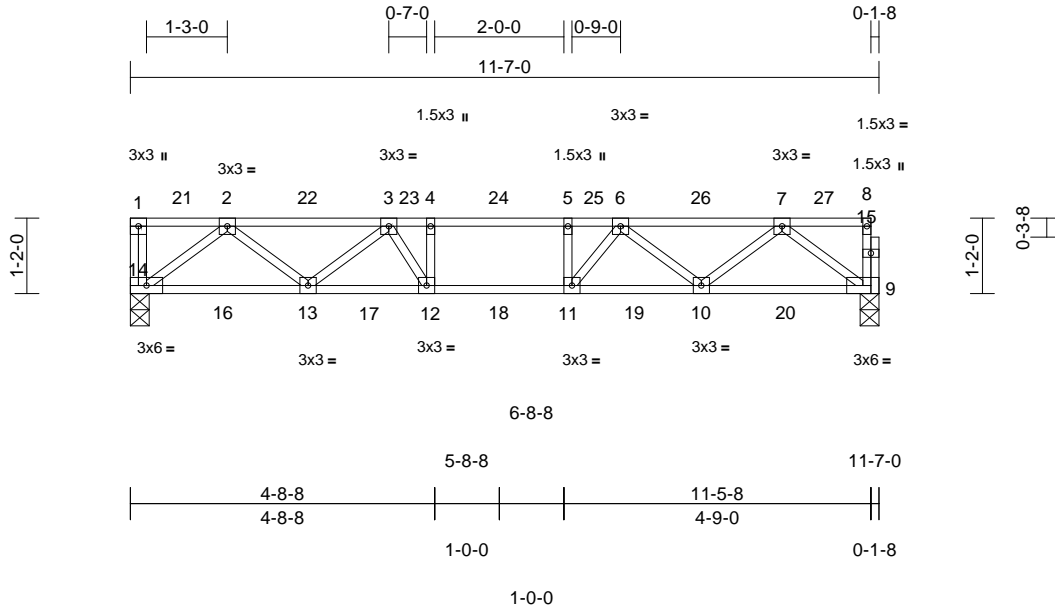 0-7-0 0-1-8
1-3-0 2-0-0 0-9-0
11-7-0
1.5x3 II 3x3 =
1.5x3 =
3x3 II 3x3 = 1.5x3 II 3x3 =
3x3 = 1.5x3 II
1 21 2 22 3 23 4 24 5 25 6 26 7 27 8
15
1-2-0 1-2-0 0-3-8
14
9
16 13 17 12 18 11 19 10 20
3x6 = 3x3 = 3x3 = 3x3 = 3x3 = 3x6 =
6-8-8
5-8-8 11-7-0
4-8-8 11-5-8
4-8-8 4-9-0
1-0-0 0-1-8
1-0-0